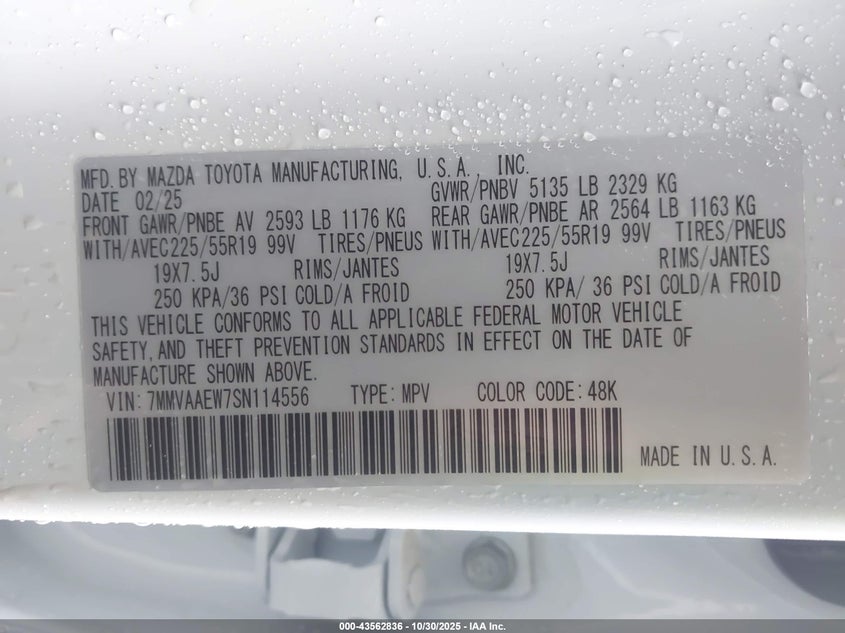 MFD. BY MAZDA TOYOTA MANUFACTURING, U.S.A., INC.
DATE 02/25 GVWR/PNBV 5135 LB 2329 KG
FRONT GAWR/PNBE AV 2593 LB 1176 KG REAR GAWR/PNBE AR 2564 LB 1163 KG
WITH/AVEC225/55R19 99V TIRES/PNEUS WITH/AVEC225/55R19 99V TIRES/PNEUS
19X7.5J RIMS/JANTES 19X7.5J RIMS/JANTES
250 KPA/36 PSI COLD/A FROID 250 KPA/ 36 PSI COLD/A FROID
THIS VEHICLE CONFORMS TO ALL APPLICABLE FEDERAL MOTOR VEHICLE
SAFETY, AND THEFT PREVENTION STANDARDS IN EFFECT ON THE DATE OF
MANUFACTURE SHOWN ABOVE.
VIN: 7MMVAAEW7SN114556 TYPE: MPV COLOR CODE: 48K
MADE IN U.S.A.
000-43562836 - 10/30/2025 - IAA Inc.